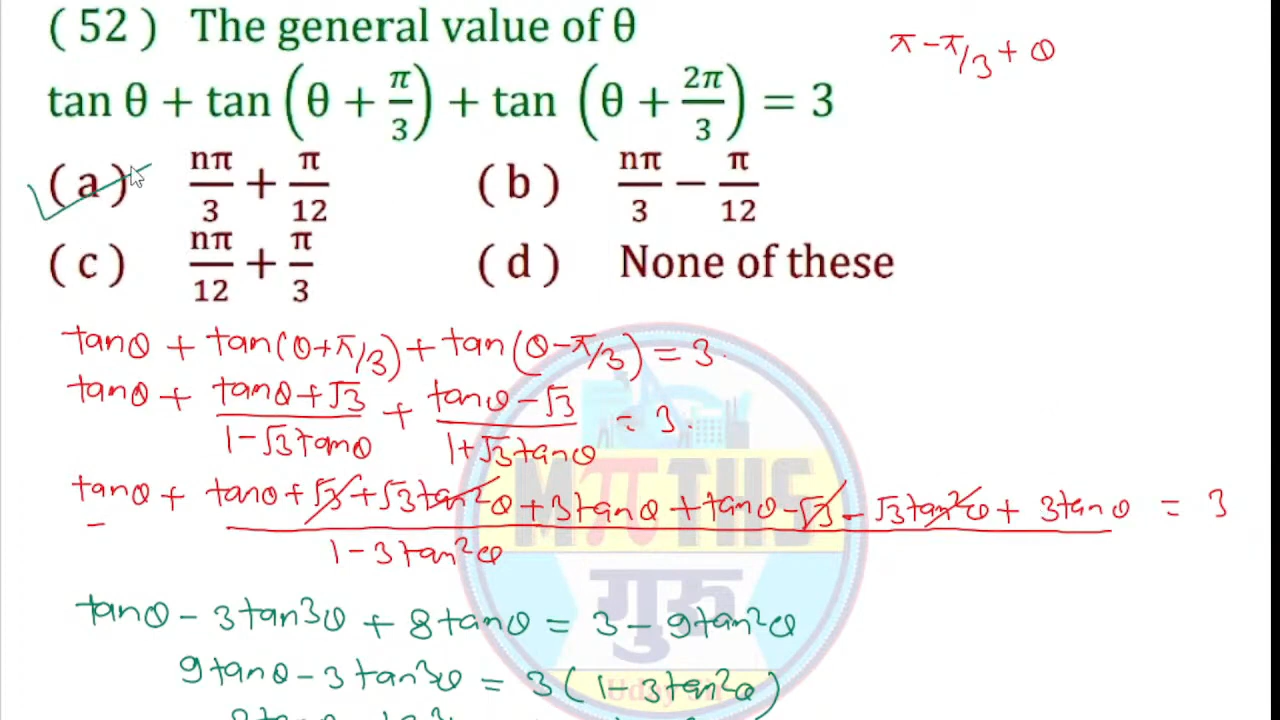 ( 52 ) The general value of θ
π − π/3 + θ
tan θ + tan (θ + π/3) + tan (θ + 2π/3) = 3
( a ) nπ/3 + π/12 ( b ) nπ/3 − π/12
( c ) nπ/12 + π/3 ( d ) None of these
tanθ + tan(θ+π/3) + tan(θ−π/3) = 3.
tanθ + (tanθ+√3)/(1−√3tanθ) + (tanθ−√3)/(1+√3tanθ) = 3.
tanθ + (tanθ+√3+√3tan²θ+3tanθ+tanθ−√3−√3tan²θ+3tanθ)/(1−3tan²θ) = 3
MπTHS
गुरु
tanθ − 3tan³θ + 8tanθ = 3 − 9tan²θ
9tanθ − 3tan³θ = 3(1−3tan²θ)